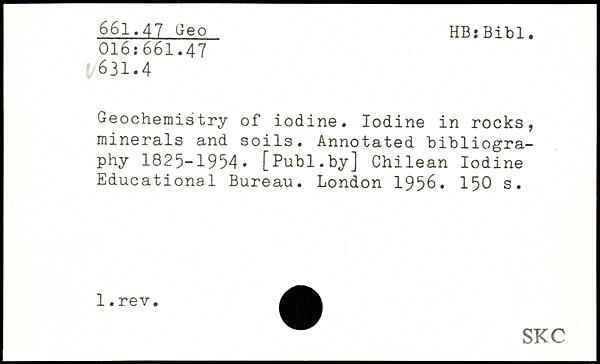 661.47 Geo
HB:Bibl.
016:661.47
√631.4
Geochemistry of iodine. Iodine in rocks,
minerals and soils. Annotated bibliogra-
phy 1825-1954. [Publ.by] Chilean Iodine
Educational Bureau. London 1956. 150 s.
1.rev.
SKC